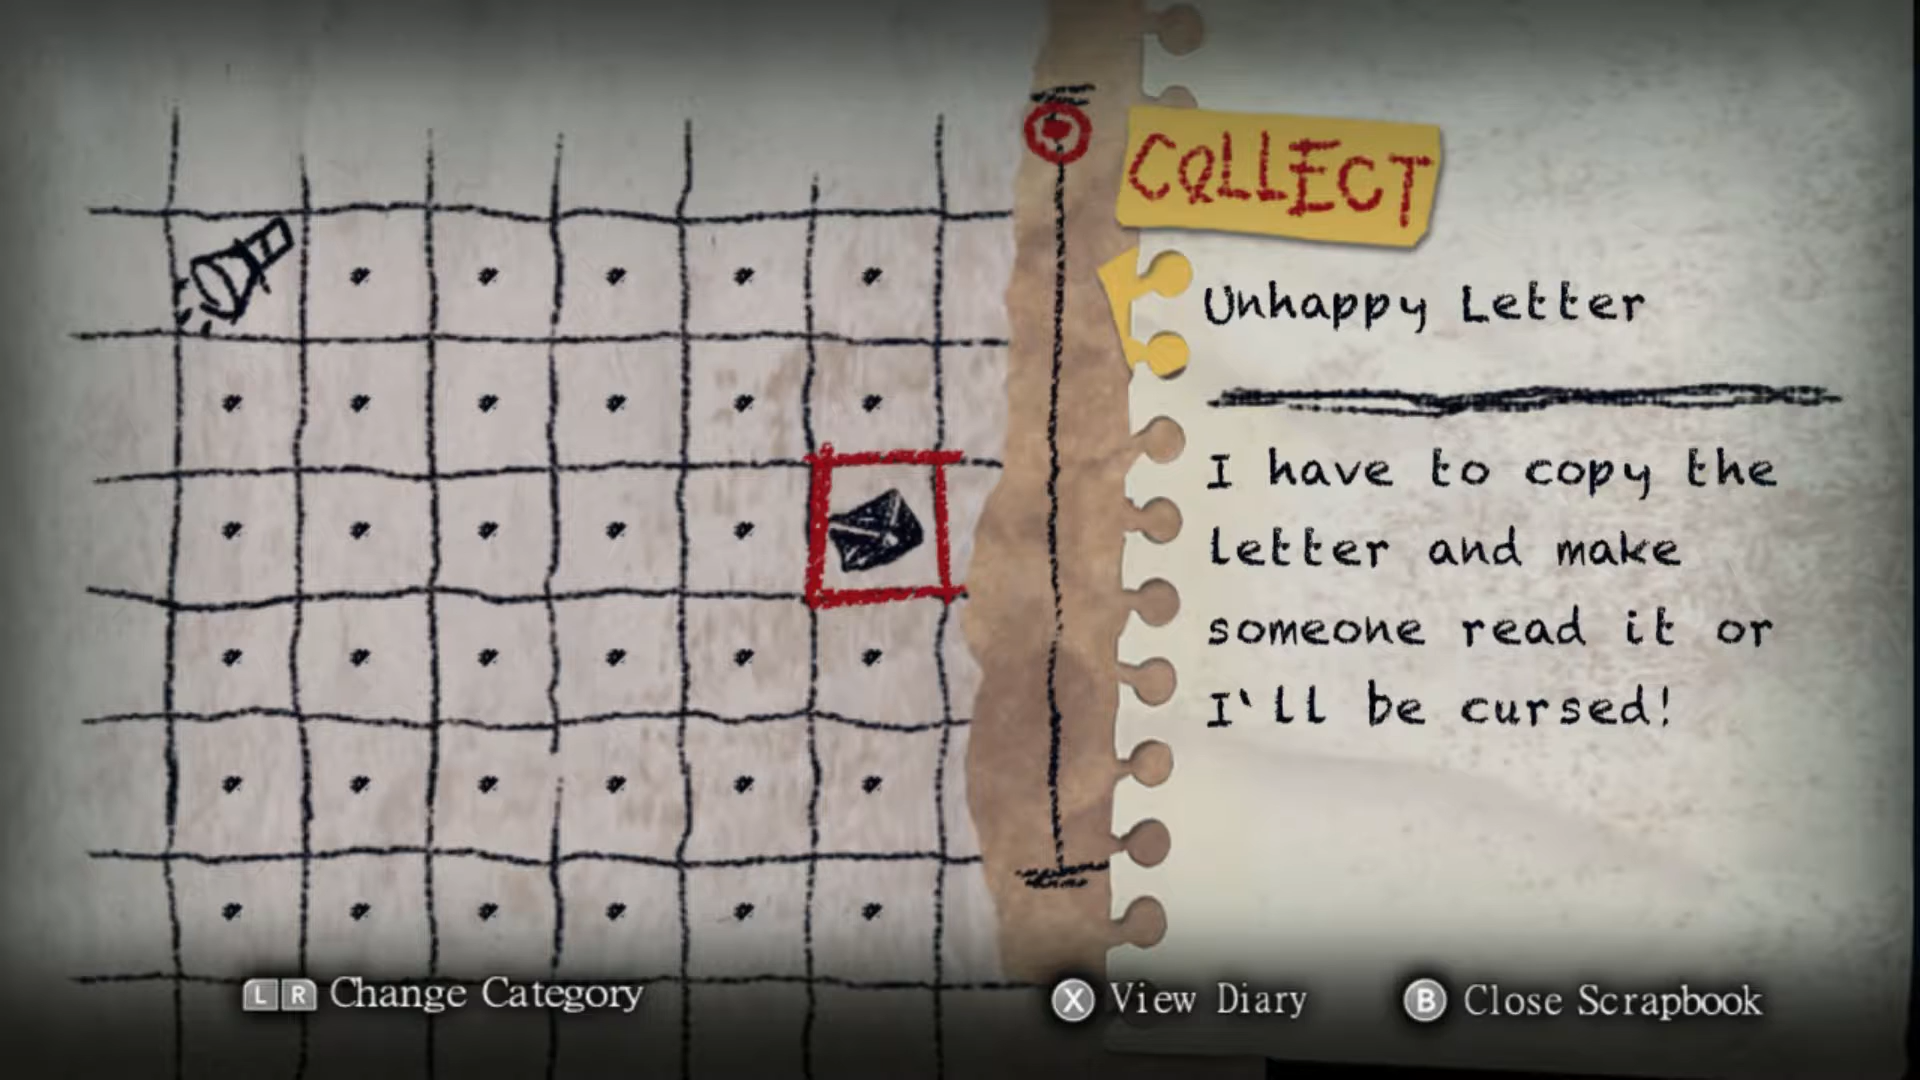 COLLECT
Unhappy Letter
I have to copy the
letter and make
someone read it or
I'll be cursed!
L R Change Category
X View Diary
B Close Scrapbook